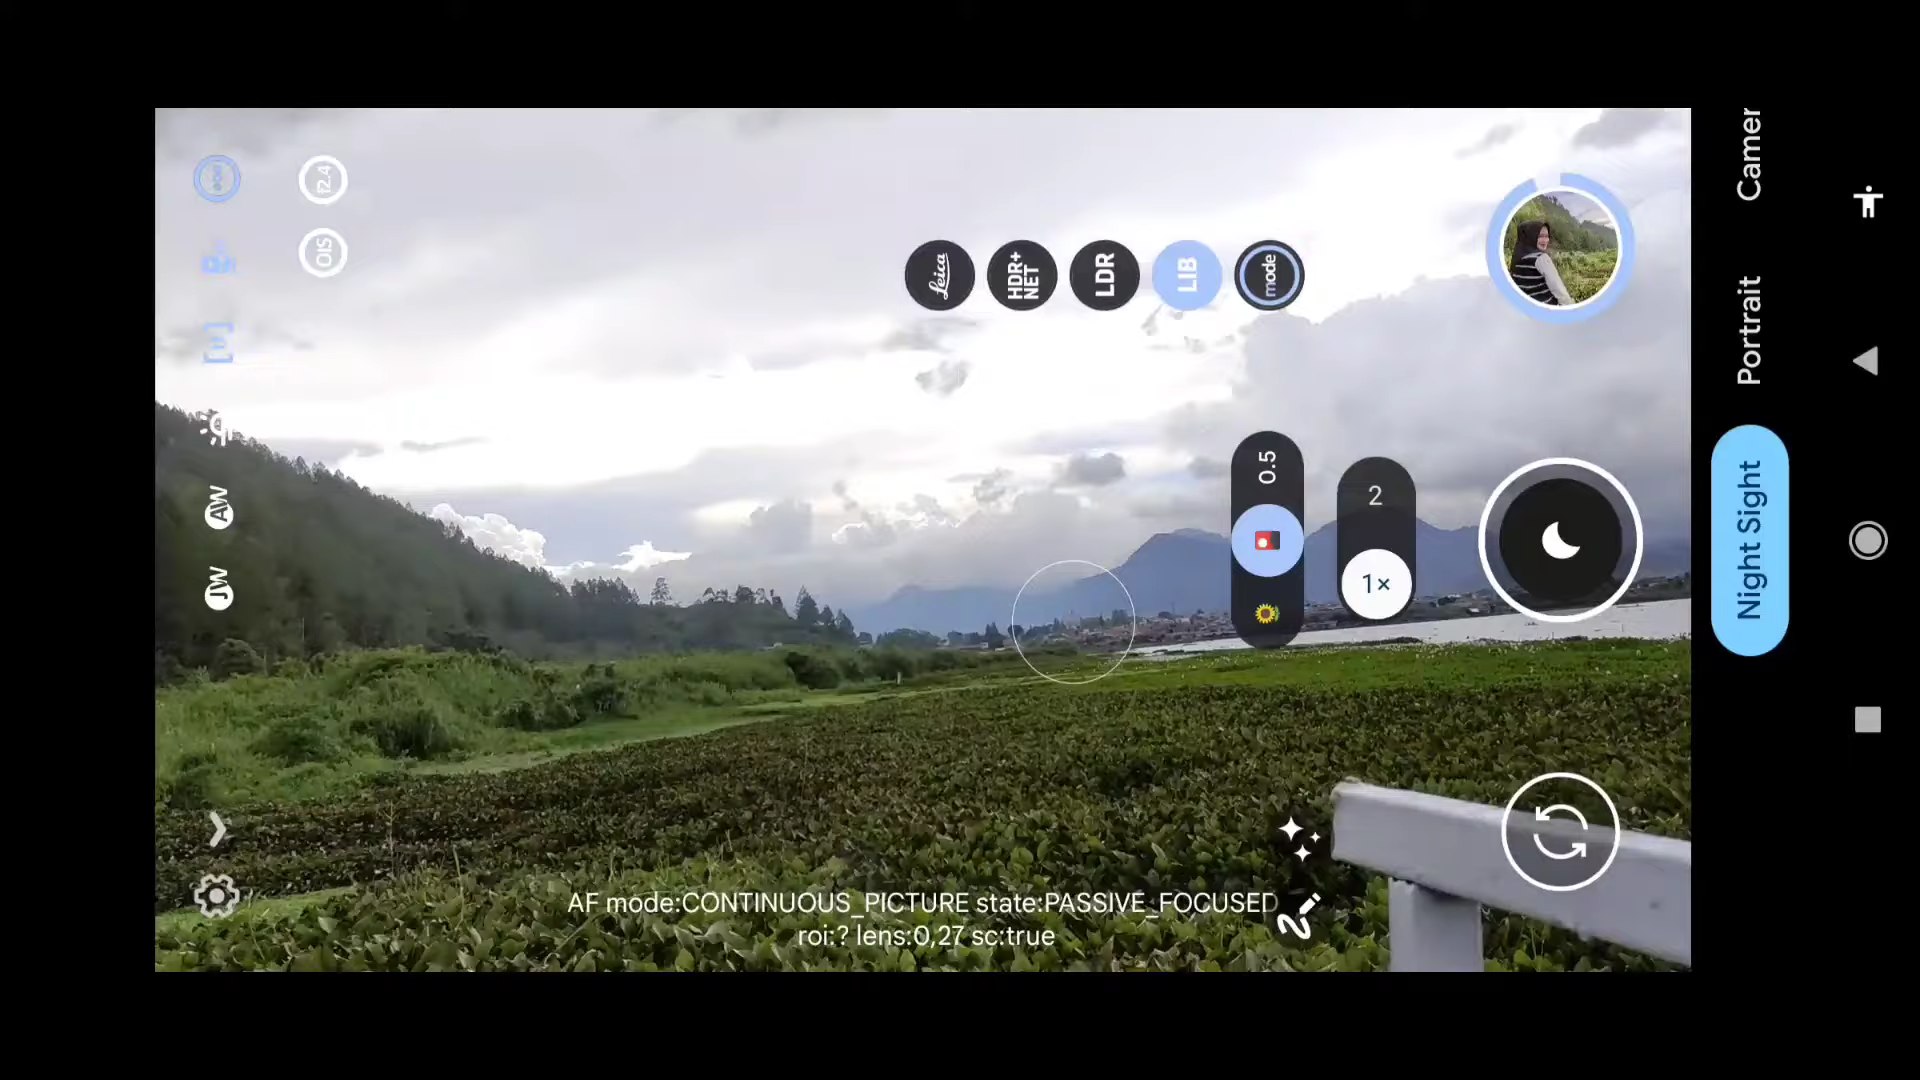 f2.4
OIS
Leica
HDR+
NET
LDR
LIB
mode
0.5
2
1×
AW
JW
Camer
Portrait
Night Sight
AF mode:CONTINUOUS_PICTURE state:PASSIVE_FOCUSED
roi:? lens:0,27 sc:true